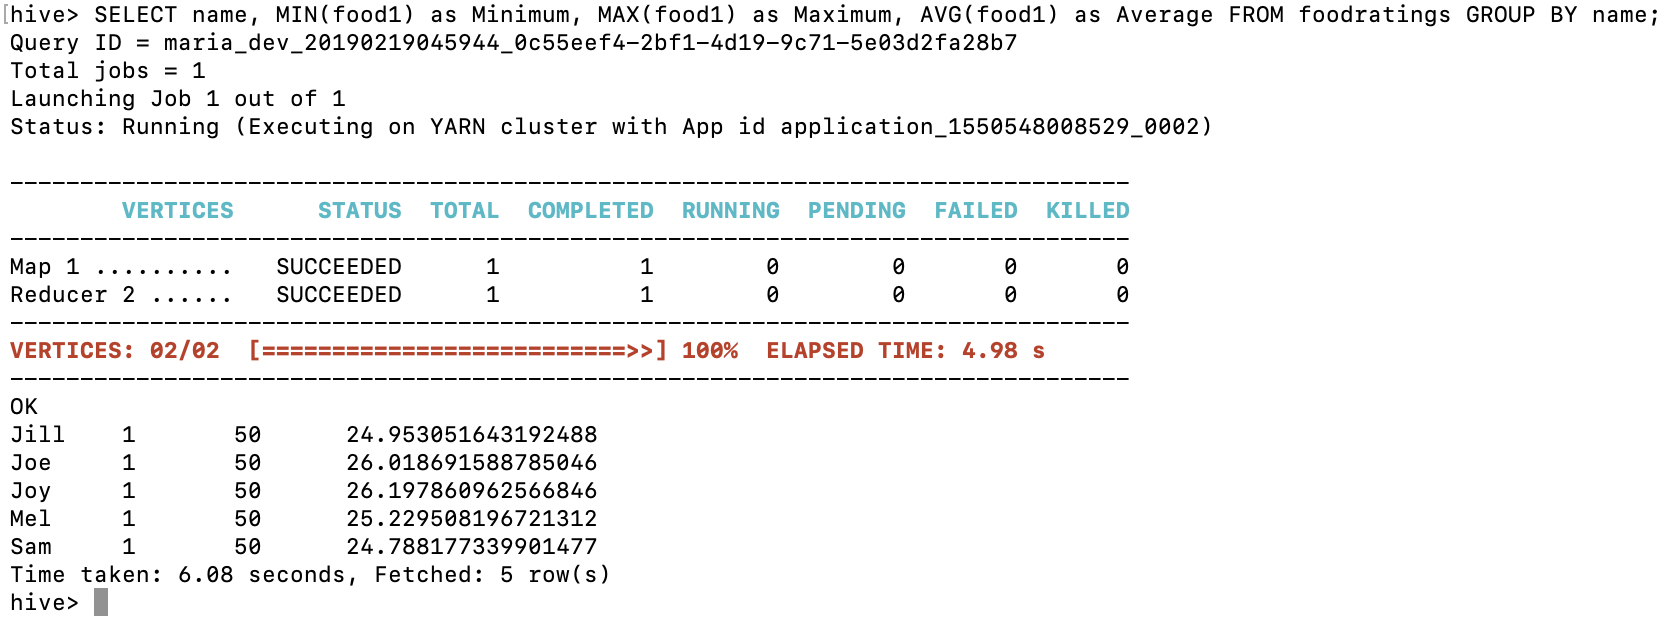 [hive> SELECT name, MIN(food1) as Minimum, MAX(food1) as Maximum, AVG(food1) as Average FROM foodratings GROUP BY name;
Query ID = maria_dev_20190219045944_0c55eef4-2bf1-4d19-9c71-5e03d2fa28b7
Total jobs = 1
Launching Job 1 out of 1
Status: Running (Executing on YARN cluster with App id application_1550548008529_0002)
--------------------------------------------------------------------------------
        VERTICES      STATUS  TOTAL  COMPLETED  RUNNING  PENDING  FAILED  KILLED
--------------------------------------------------------------------------------
Map 1 ..........   SUCCEEDED      1          1        0        0       0       0
Reducer 2 ......   SUCCEEDED      1          1        0        0       0       0
--------------------------------------------------------------------------------
VERTICES: 02/02  [==========================>>] 100%  ELAPSED TIME: 4.98 s
--------------------------------------------------------------------------------
OK
Jill    1       50      24.953051643192488
Joe     1       50      26.018691588785046
Joy     1       50      26.197860962566846
Mel     1       50      25.229508196721312
Sam     1       50      24.788177339901477
Time taken: 6.08 seconds, Fetched: 5 row(s)
hive>